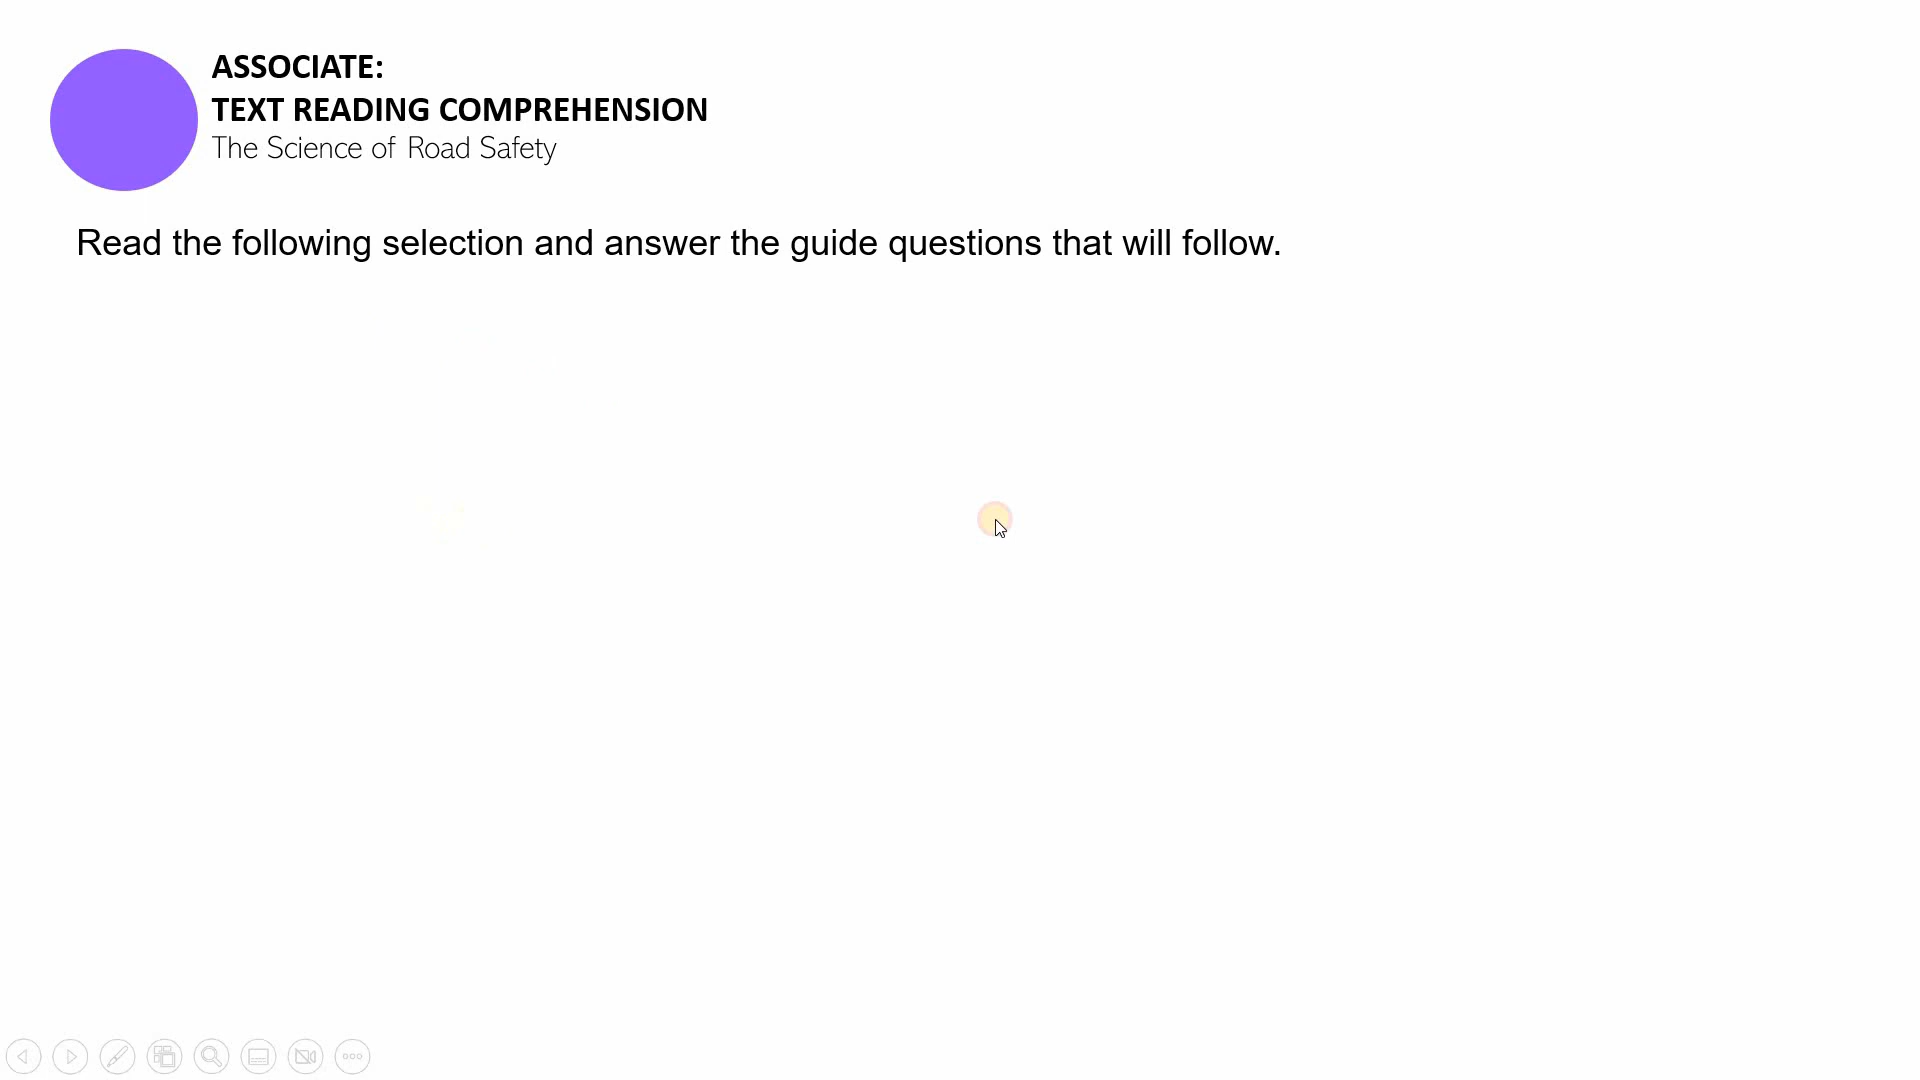 ASSOCIATE:
TEXT READING COMPREHENSION
The Science of Road Safety
Read the following selection and answer the guide questions that will follow.